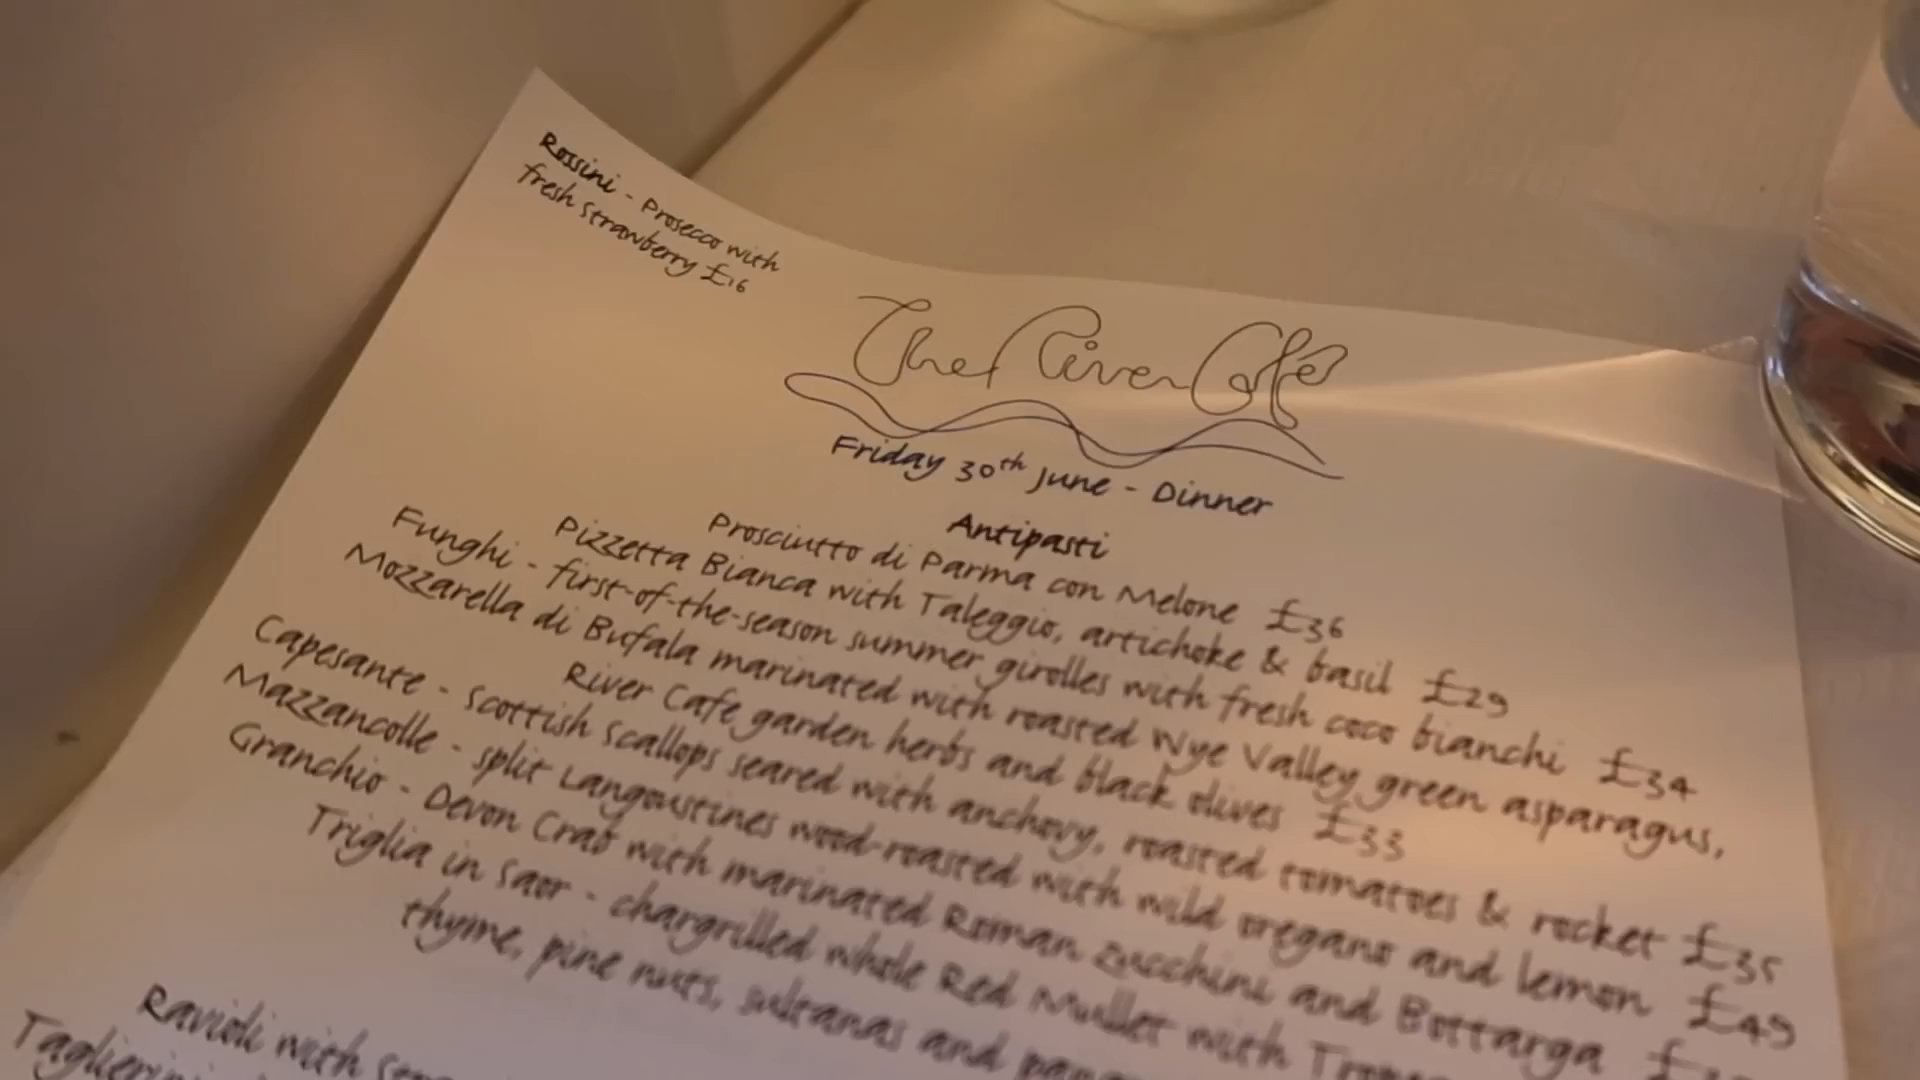 Rossini - Prosecco with
fresh strawberry £16
The River Café
Friday 30th June - Dinner
Antipasti
Prosciutto di Parma con Melone £36
Pizzetta Bianca with Taleggio, artichoke & basil £29
Funghi - first-of-the-season summer girolles with fresh coco bianchi £34
Mozzarella di Bufala marinated with roasted Wye Valley green asparagus,
River Cafe garden herbs and black olives £33
Capesante - Scottish Scallops seared with anchovy, roasted tomatoes & rocket £35
Mazzancolle - split Langoustines wood-roasted with wild oregano and lemon £49
Granchio - Devon Crab with marinated Roman zucchini and Bottarga
Triglia in Saor - chargrilled whole Red Mullet with
thyme, pine nuts, sultanas and
Ravioli with
Taglierini